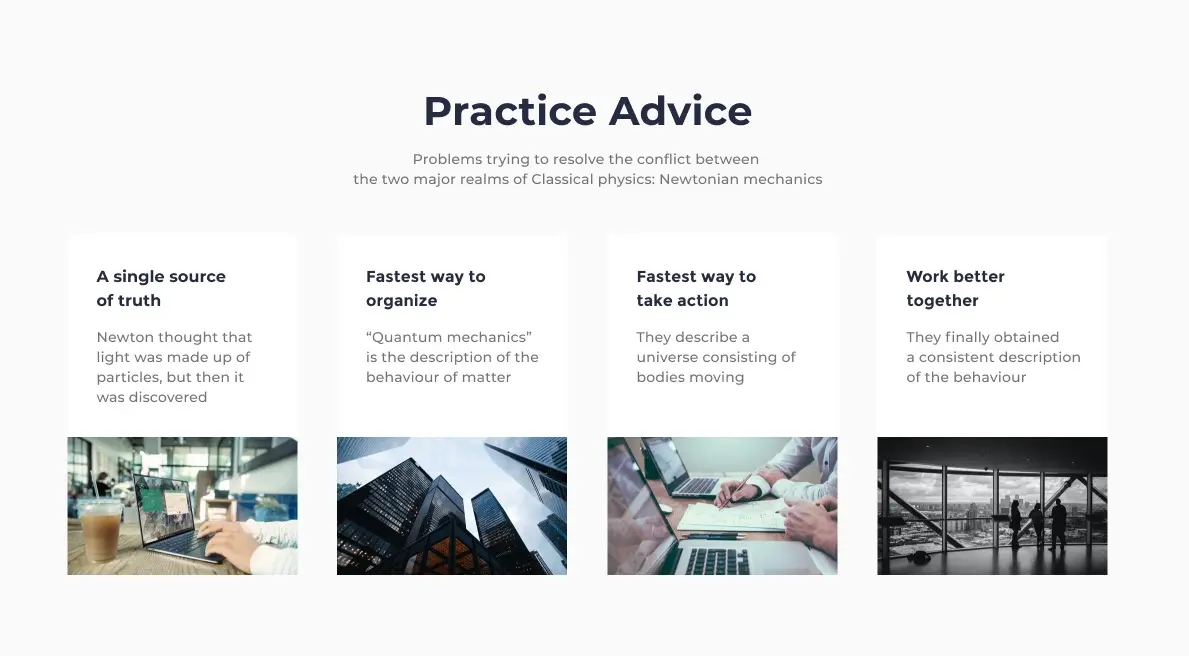 Practice Advice
Problems trying to resolve the conflict between
the two major realms of Classical physics: Newtonian mechanics
A single source
of truth
Newton thought that
light was made up of
particles, but then it
was discovered
Fastest way to
organize
“Quantum mechanics”
is the description of the
behaviour of matter
Fastest way to
take action
They describe a
universe consisting of
bodies moving
Work better
together
They finally obtained
a consistent description
of the behaviour